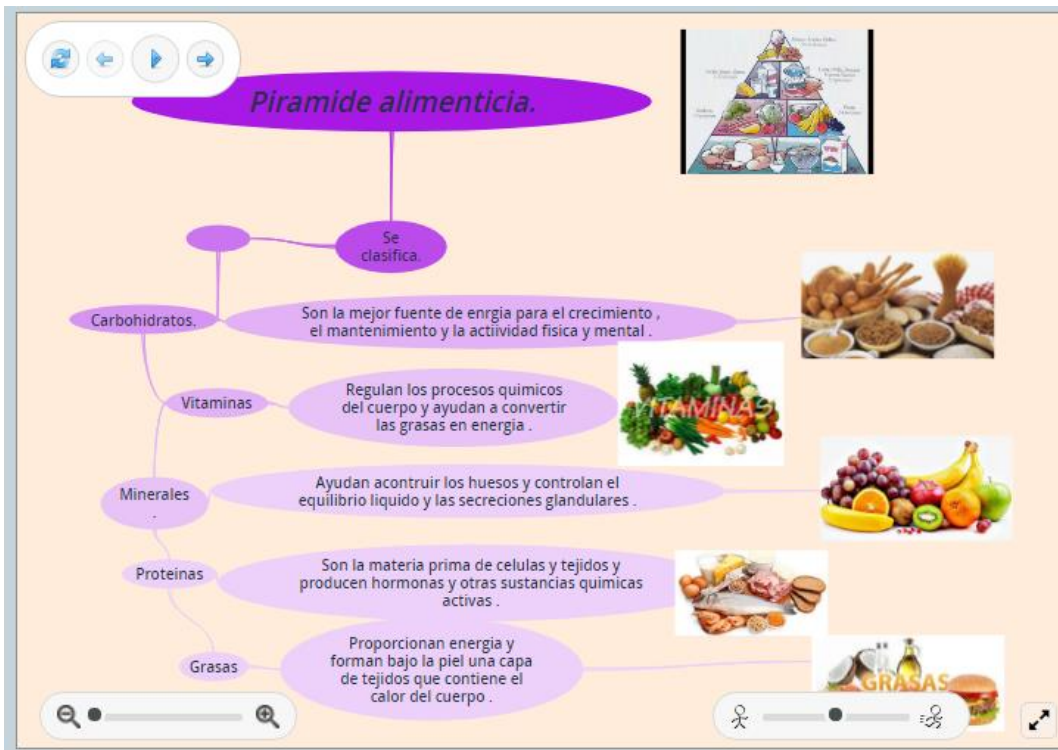 Piramide alimenticia.
Se
clasifica.
Carbohidratos.
Son la mejor fuente de enrgia para el crecimiento ,
el mantenimiento y la actiividad fisica y mental .
Vitaminas
Regulan los procesos quimicos
del cuerpo y ayudan a convertir
las grasas en energia .
VITAMINAS
Minerales
.
Ayudan acontruir los huesos y controlan el
equilibrio liquido y las secreciones glandulares .
Proteinas
Son la materia prima de celulas y tejidos y
producen hormonas y otras sustancias quimicas
activas .
Grasas
Proporcionan energia y
forman bajo la piel una capa
de tejidos que contiene el
calor del cuerpo .
GRASAS